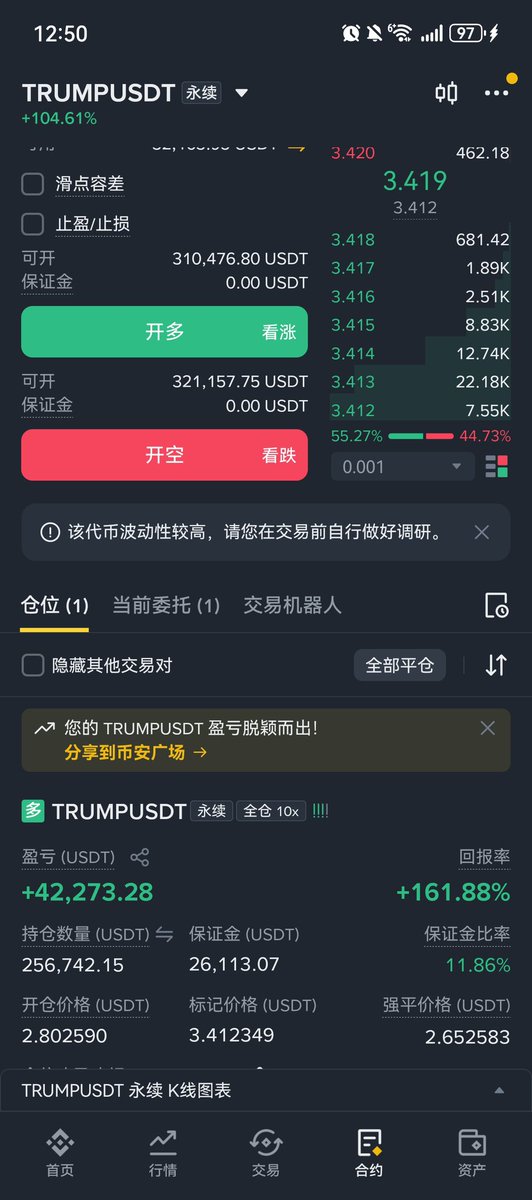 12:50
97
TRUMPUSDT 永续
+104.61%
3.420 462.18
滑点容差
止盈/止损
3.419
3.412
可开 310,476.80 USDT
保证金 0.00 USDT
开多 看涨
可开 321,157.75 USDT
保证金 0.00 USDT
开空 看跌
3.418 681.42
3.417 1.89K
3.416 2.51K
3.415 8.83K
3.414 12.74K
3.413 22.18K
3.412 7.55K
55.27% 44.73%
0.001
该代币波动性较高，请您在交易前自行做好调研。
仓位 (1) 当前委托 (1) 交易机器人
隐藏其他交易对 全部平仓
您的 TRUMPUSDT 盈亏脱颖而出！
分享到币安广场 →
多 TRUMPUSDT 永续 全仓 10x !!!!
盈亏 (USDT) 回报率
+42,273.28 +161.88%
持仓数量 (USDT) 保证金 (USDT) 保证金比率
256,742.15 26,113.07 11.86%
开仓价格 (USDT) 标记价格 (USDT) 强平价格 (USDT)
2.802590 3.412349 2.652583
TRUMPUSDT 永续 K线图表
首页 行情 交易 合约 资产